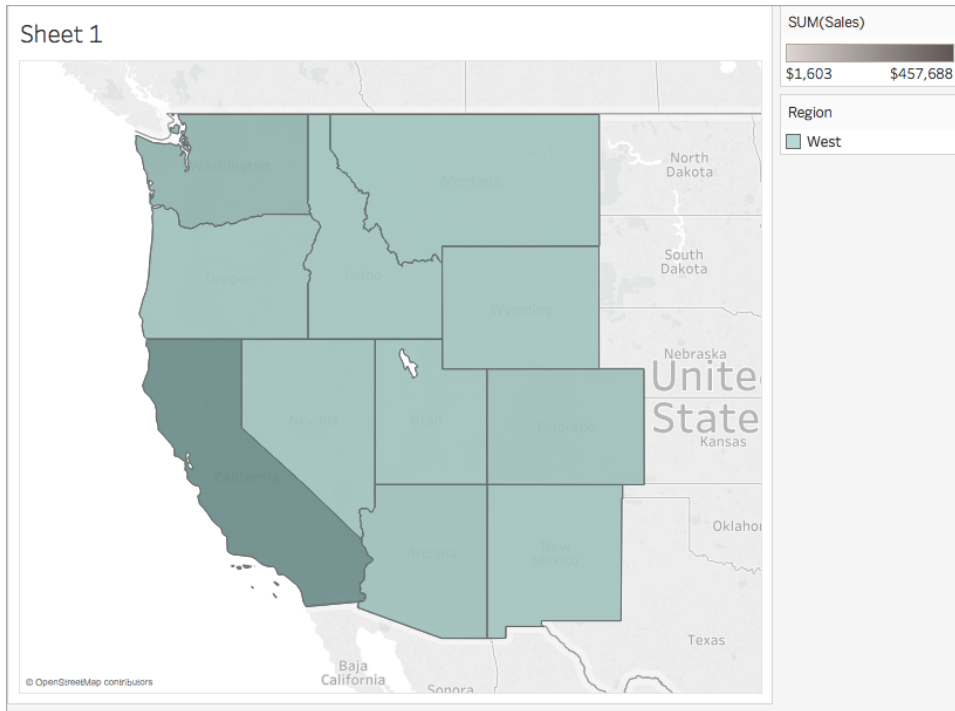 Sheet 1
SUM(Sales)
$1,603 $457,688
Region
West
Washington
Montana
North
Dakota
Oregon
Idaho
South
Dakota
Wyoming
Nebraska
Unite
State
Nevada
Utah
Colorado
Kansas
California
Arizona
New
Mexico
Oklahom
Texas
Baja
California
Sonora
© OpenStreetMap contributors